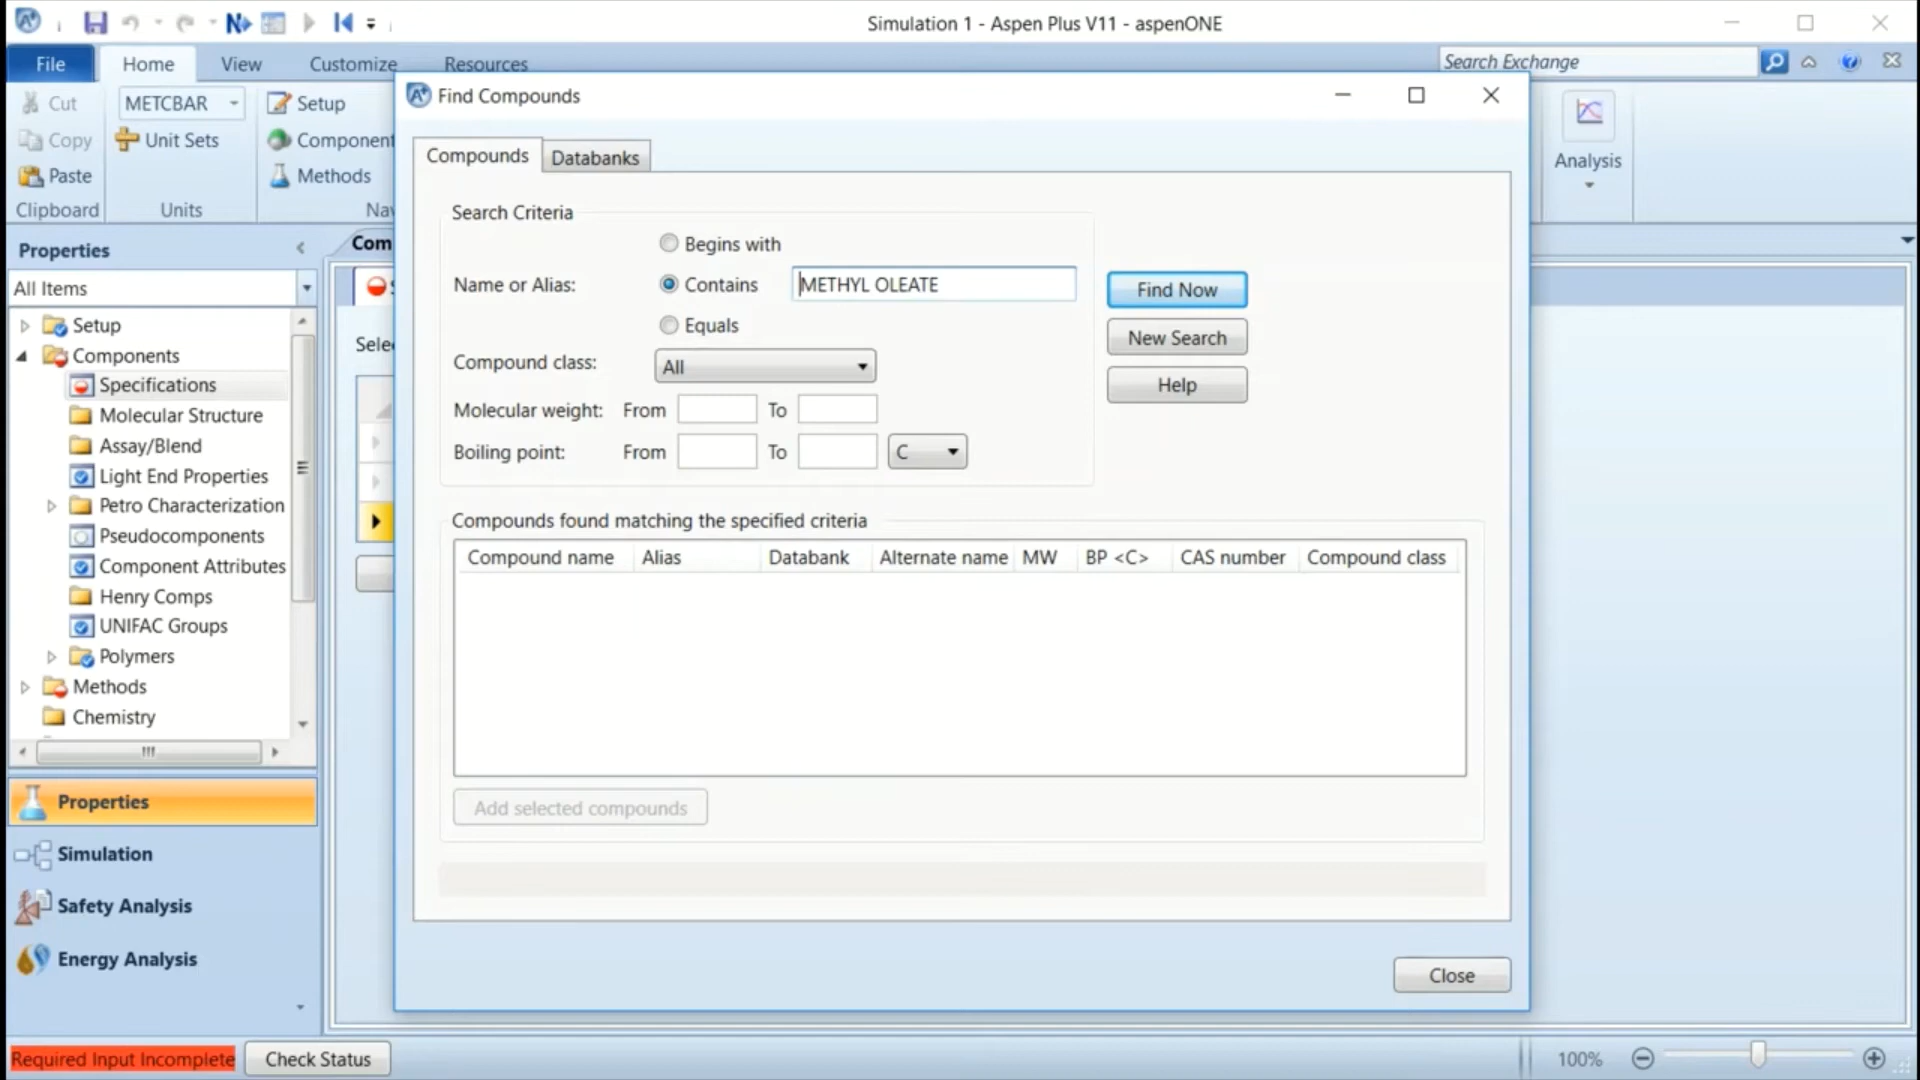 Simulation 1 - Aspen Plus V11 - aspenONE
File
Home
View
Customize
Resources
Search Exchange
Cut
Copy
Paste
Clipboard
METCBAR
Unit Sets
Units
Setup
Component
Methods
Nav
Analysis
Properties
All Items
Setup
Components
Specifications
Molecular Structure
Assay/Blend
Light End Properties
Petro Characterization
Pseudocomponents
Component Attributes
Henry Comps
UNIFAC Groups
Polymers
Methods
Chemistry
Properties
Simulation
Safety Analysis
Energy Analysis
Com
Sele
Find Compounds
Compounds
Databanks
Search Criteria
Begins with
Name or Alias:
Contains
METHYL OLEATE
Equals
Compound class:
All
Molecular weight:
From
To
Boiling point:
From
To
C
Find Now
New Search
Help
Compounds found matching the specified criteria
Compound name
Alias
Databank
Alternate name
MW
BP <C>
CAS number
Compound class
Add selected compounds
Close
Required Input Incomplete
Check Status
100%